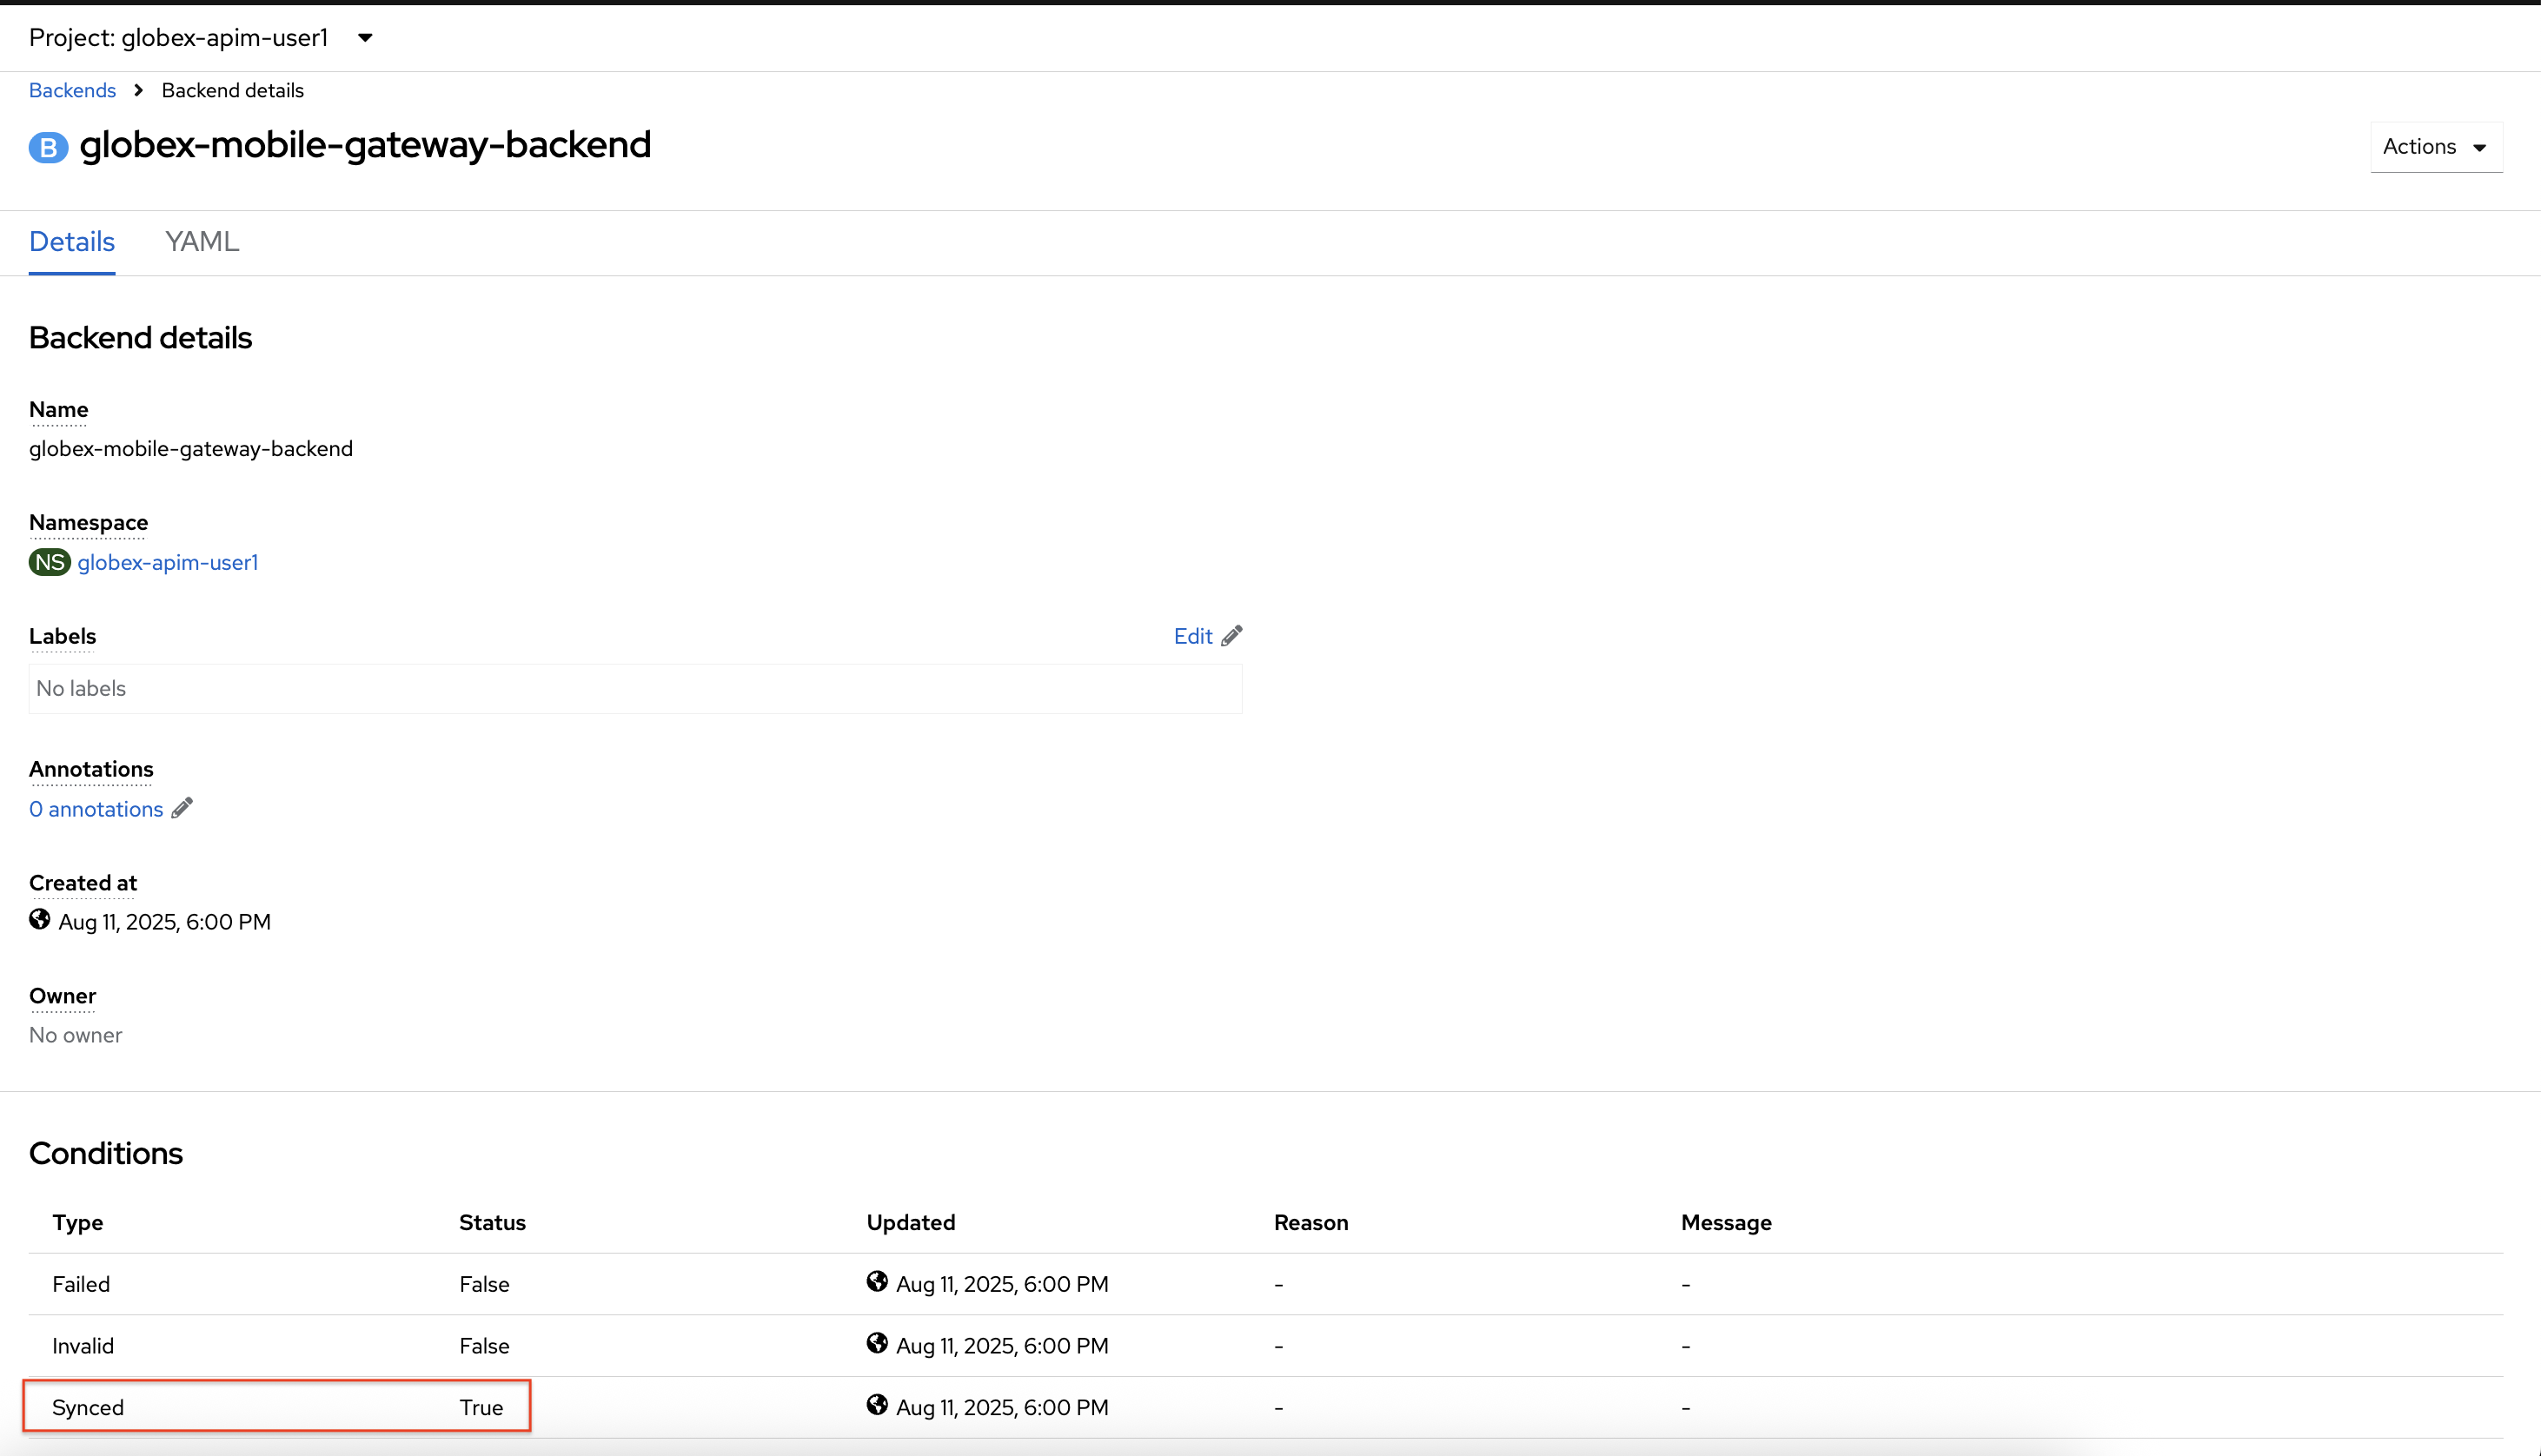 Project: globex-apim-user1
Backends Backend details
B globex-mobile-gateway-backend
Actions
Details YAML
Backend details
Name
globex-mobile-gateway-backend
Namespace
NS globex-apim-user1
Labels Edit
No labels
Annotations
0 annotations
Created at
Aug 11, 2025, 6:00 PM
Owner
No owner
Conditions
Type Status Updated Reason Message
Failed False Aug 11, 2025, 6:00 PM - -
Invalid False Aug 11, 2025, 6:00 PM - -
Synced True Aug 11, 2025, 6:00 PM - -